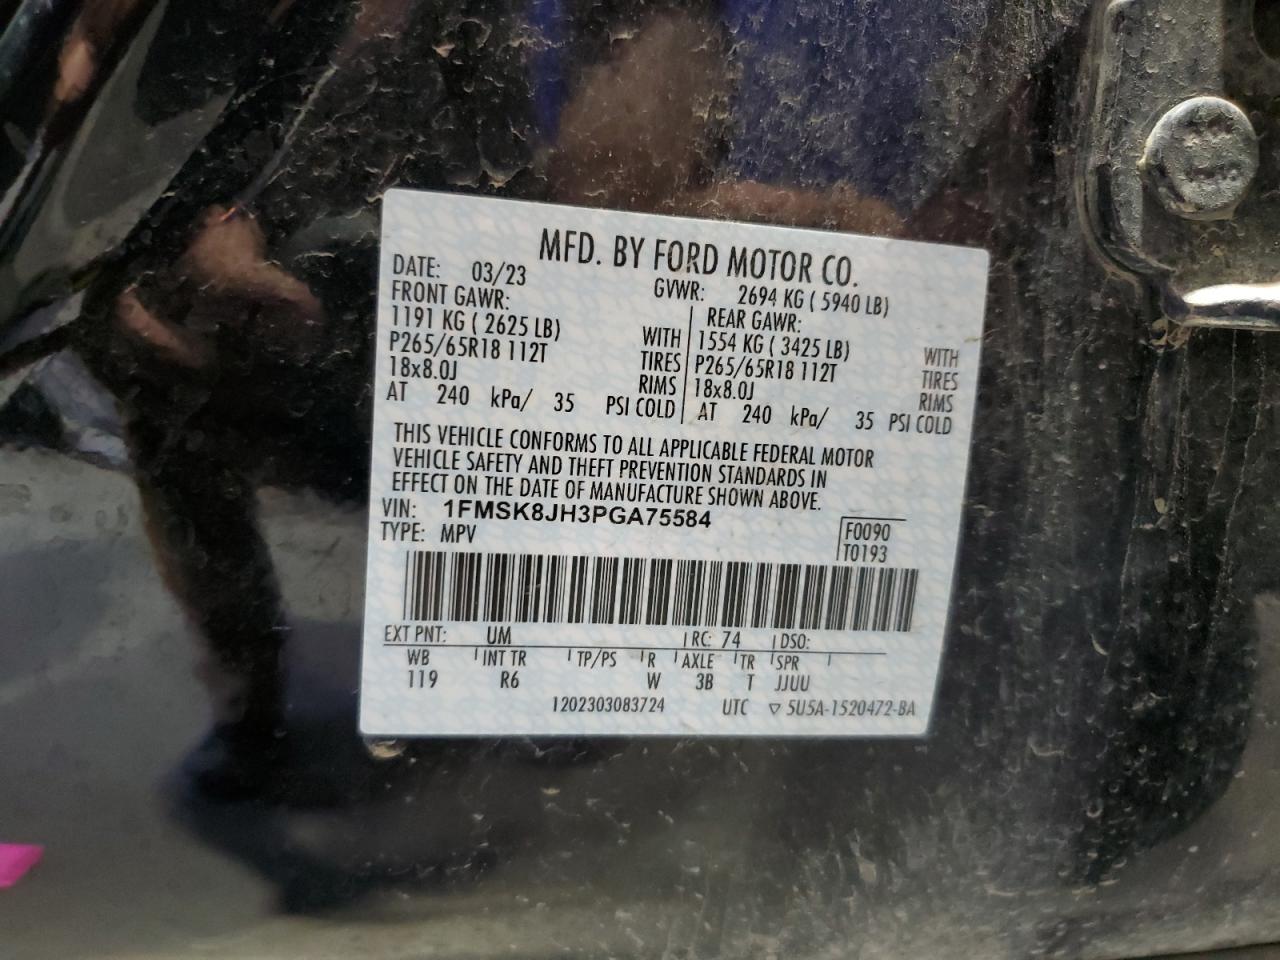 MFD. BY FORD MOTOR CO.
DATE: 03/23 GVWR: 2694 KG ( 5940 LB)
FRONT GAWR: REAR GAWR:
1191 KG ( 2625 LB) WITH 1554 KG ( 3425 LB) WITH
P265/65R18 112T TIRES P265/65R18 112T TIRES
18x8.0J RIMS 18x8.0J RIMS
AT 240 kPa/ 35 PSI COLD AT 240 kPa/ 35 PSI COLD
THIS VEHICLE CONFORMS TO ALL APPLICABLE FEDERAL MOTOR
VEHICLE SAFETY AND THEFT PREVENTION STANDARDS IN
EFFECT ON THE DATE OF MANUFACTURE SHOWN ABOVE.
VIN: 1FMSK8JH3PGA75584 F0090
TYPE: MPV T0193
EXT PNT: UM RC: 74 DSO:
WB INT TR TP/PS R AXLE TR SPR
119 R6 W 3B T JJUU
1202303083724 UTC ▽ 5U5A-1520472-BA